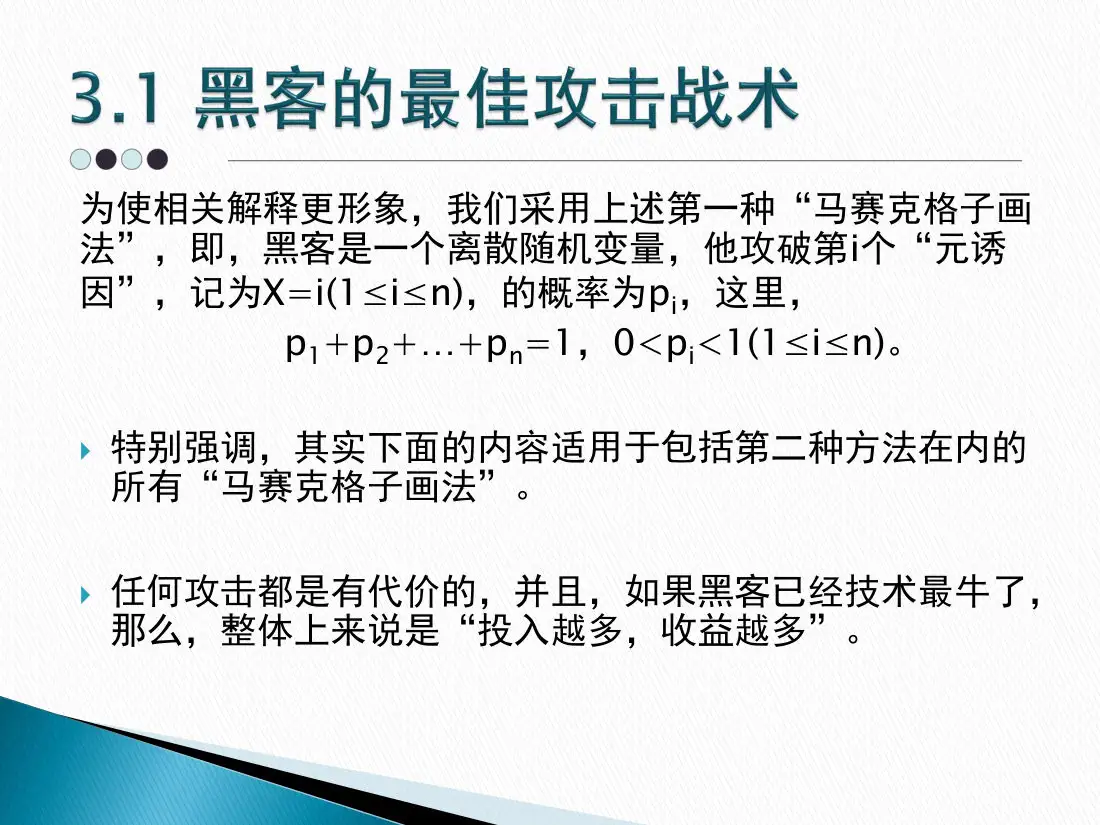 3.1 黑客的最佳攻击战术
为使相关解释更形象，我们采用上述第一种“马赛克格子画
法”，即，黑客是一个离散随机变量，他攻破第i个“元诱
因”，记为X=i(1≤i≤n)，的概率为pᵢ，这里，
p₁+p₂+…+pₙ=1，0<pᵢ<1(1≤i≤n)。
特别强调，其实下面的内容适用于包括第二种方法在内的
所有“马赛克格子画法”。
任何攻击都是有代价的，并且，如果黑客已经技术最牛了，
那么，整体上来说是“投入越多，收益越多”。